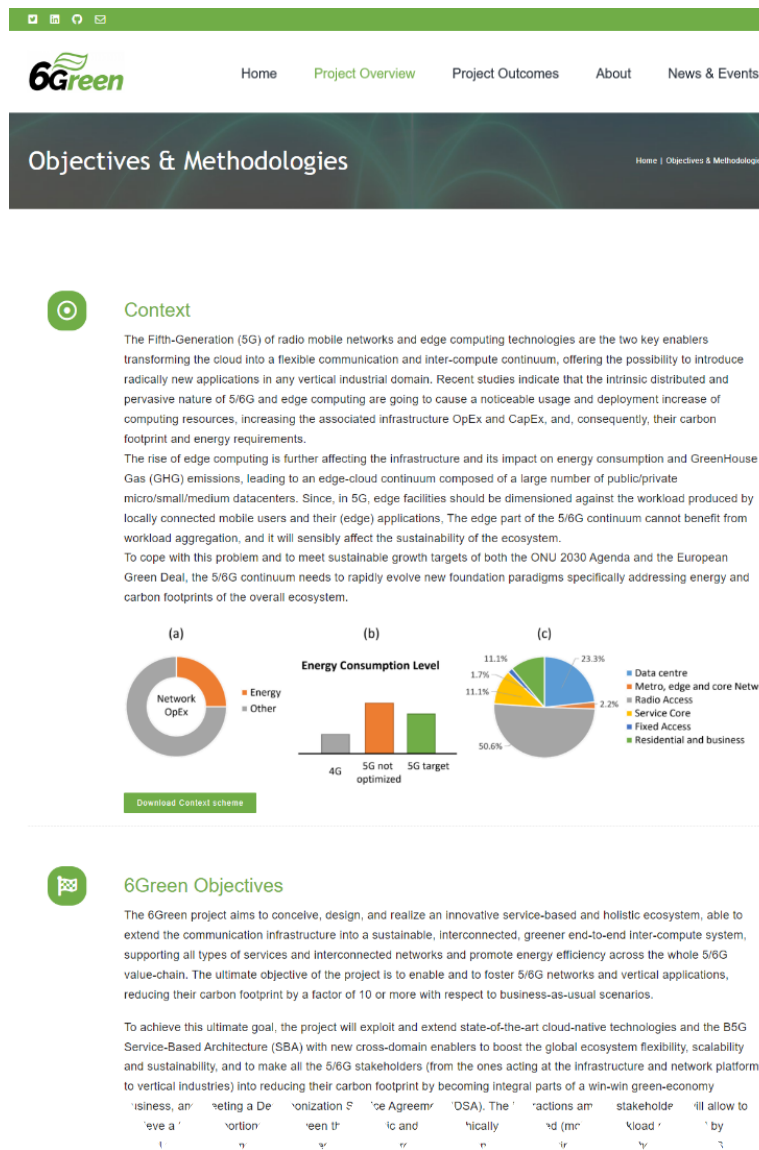 6Green
Home Project Overview Project Outcomes About News & Events
Objectives & Methodologies
Home | Objectives & Methodologie
Context
The Fifth-Generation (5G) of radio mobile networks and edge computing technologies are the two key enablers
transforming the cloud into a flexible communication and inter-compute continuum, offering the possibility to introduce
radically new applications in any vertical industrial domain. Recent studies indicate that the intrinsic distributed and
pervasive nature of 5/6G and edge computing are going to cause a noticeable usage and deployment increase of
computing resources, increasing the associated infrastructure OpEx and CapEx, and, consequently, their carbon
footprint and energy requirements.
The rise of edge computing is further affecting the infrastructure and its impact on energy consumption and GreenHouse
Gas (GHG) emissions, leading to an edge-cloud continuum composed of a large number of public/private
micro/small/medium datacenters. Since, in 5G, edge facilities should be dimensioned against the workload produced by
locally connected mobile users and their (edge) applications, The edge part of the 5/6G continuum cannot benefit from
workload aggregation, and it will sensibly affect the sustainability of the ecosystem.
To cope with this problem and to meet sustainable growth targets of both the ONU 2030 Agenda and the European
Green Deal, the 5/6G continuum needs to rapidly evolve new foundation paradigms specifically addressing energy and
carbon footprints of the overall ecosystem.
(a) (b) (c)
Network
OpEx
Energy
Other
Energy Consumption Level
4G
5G not
optimized
5G target
11.1%
1.7%
11.1%
50.6%
23.3%
2.2%
Data centre
Metro, edge and core Netw
Radio Access
Service Core
Fixed Access
Residential and business
Download Context scheme
6Green Objectives
The 6Green project aims to conceive, design, and realize an innovative service-based and holistic ecosystem, able to
extend the communication infrastructure into a sustainable, interconnected, greener end-to-end inter-compute system,
supporting all types of services and interconnected networks and promote energy efficiency across the whole 5/6G
value-chain. The ultimate objective of the project is to enable and to foster 5/6G networks and vertical applications,
reducing their carbon footprint by a factor of 10 or more with respect to business-as-usual scenarios.
To achieve this ultimate goal, the project will exploit and extend state-of-the-art cloud-native technologies and the B5G
Service-Based Architecture (SBA) with new cross-domain enablers to boost the global ecosystem flexibility, scalability
and sustainability, and to make all the 5/6G stakeholders (from the ones acting at the infrastructure and network platform
to vertical industries) into reducing their carbon footprint by becoming integral parts of a win-win green-economy
The allow to
and by